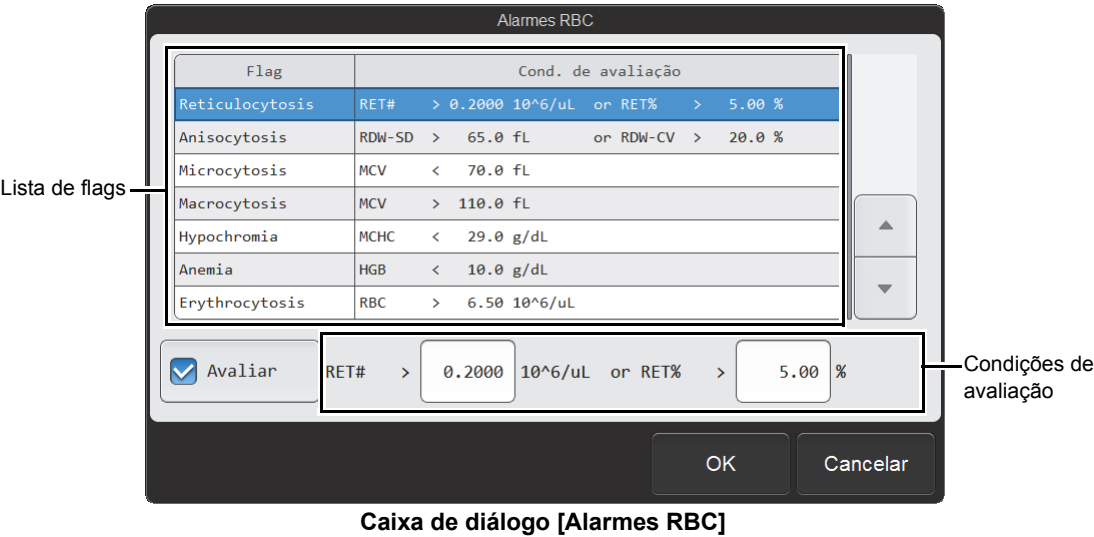 Alarmes RBC
Flag Cond. de avaliação
Reticulocytosis RET# > 0.2000 10^6/uL or RET% > 5.00 %
Anisocytosis RDW-SD > 65.0 fL or RDW-CV > 20.0 %
Microcytosis MCV < 70.0 fL
Macrocytosis MCV > 110.0 fL
Hypochromia MCHC < 29.0 g/dL
Anemia HGB < 10.0 g/dL
Erythrocytosis RBC > 6.50 10^6/uL
Lista de flags
Avaliar RET# > 0.2000 10^6/uL or RET% > 5.00 %
Condições de
avaliação
OK Cancelar
Caixa de diálogo [Alarmes RBC]